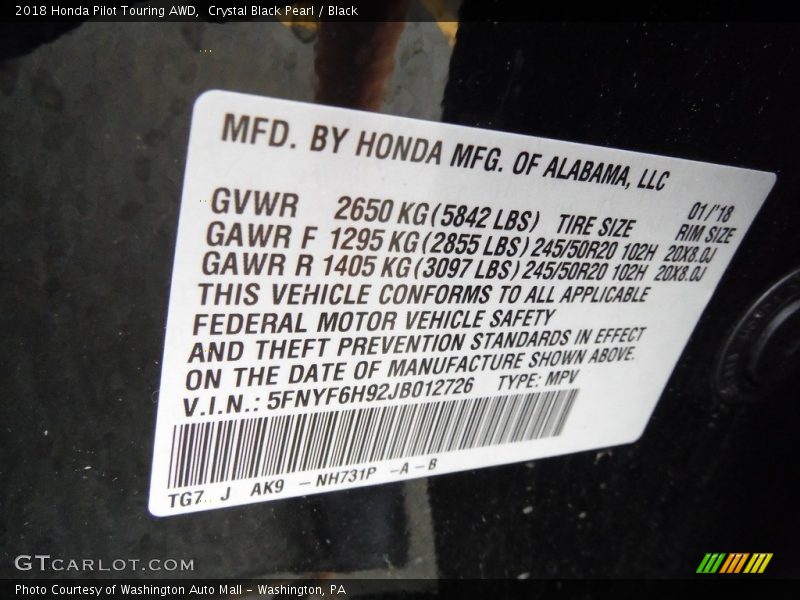 2018 Honda Pilot Touring AWD, Crystal Black Pearl / Black
MFD. BY HONDA MFG. OF ALABAMA, LLC
01/'18
GVWR 2650 KG (5842 LBS) TIRE SIZE RIM SIZE
GAWR F 1295 KG (2855 LBS) 245/50R20 102H 20X8.0J
GAWR R 1405 KG (3097 LBS) 245/50R20 102H 20X8.0J
THIS VEHICLE CONFORMS TO ALL APPLICABLE
FEDERAL MOTOR VEHICLE SAFETY
AND THEFT PREVENTION STANDARDS IN EFFECT
ON THE DATE OF MANUFACTURE SHOWN ABOVE.
V.I.N.: 5FNYF6H92JB012726 TYPE: MPV
TG7.. J AK9 - NH731P -A-B
GTCARLOT.COM
Photo Courtesy of Washington Auto Mall - Washington, PA